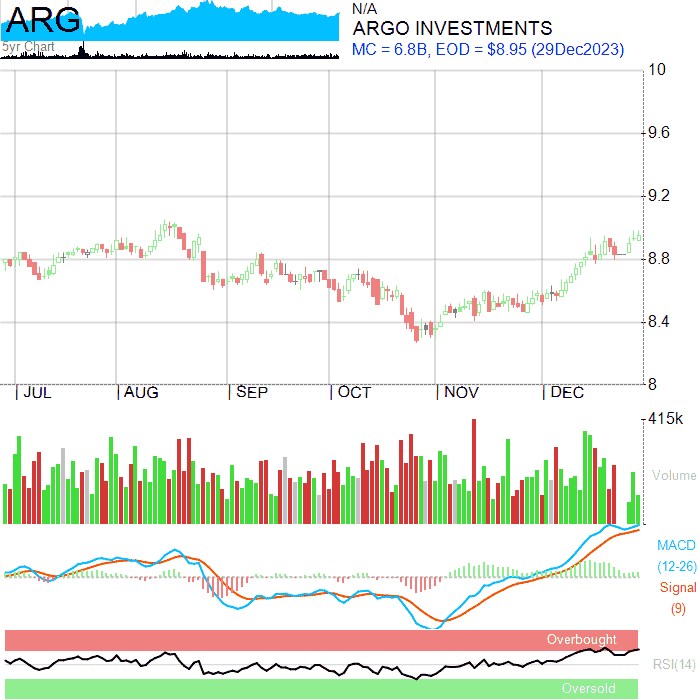 ARG
5yr Chart
N/A
ARGO INVESTMENTS
MC = 6.8B, EOD = $8.95 (29Dec2023)
10
9.6
9.2
8.8
8.4
8
| JUL | AUG | SEP | OCT | NOV | DEC
415k
Volume
MACD
(12-26)
Signal
(9)
Overbought
RSI(14)
Oversold